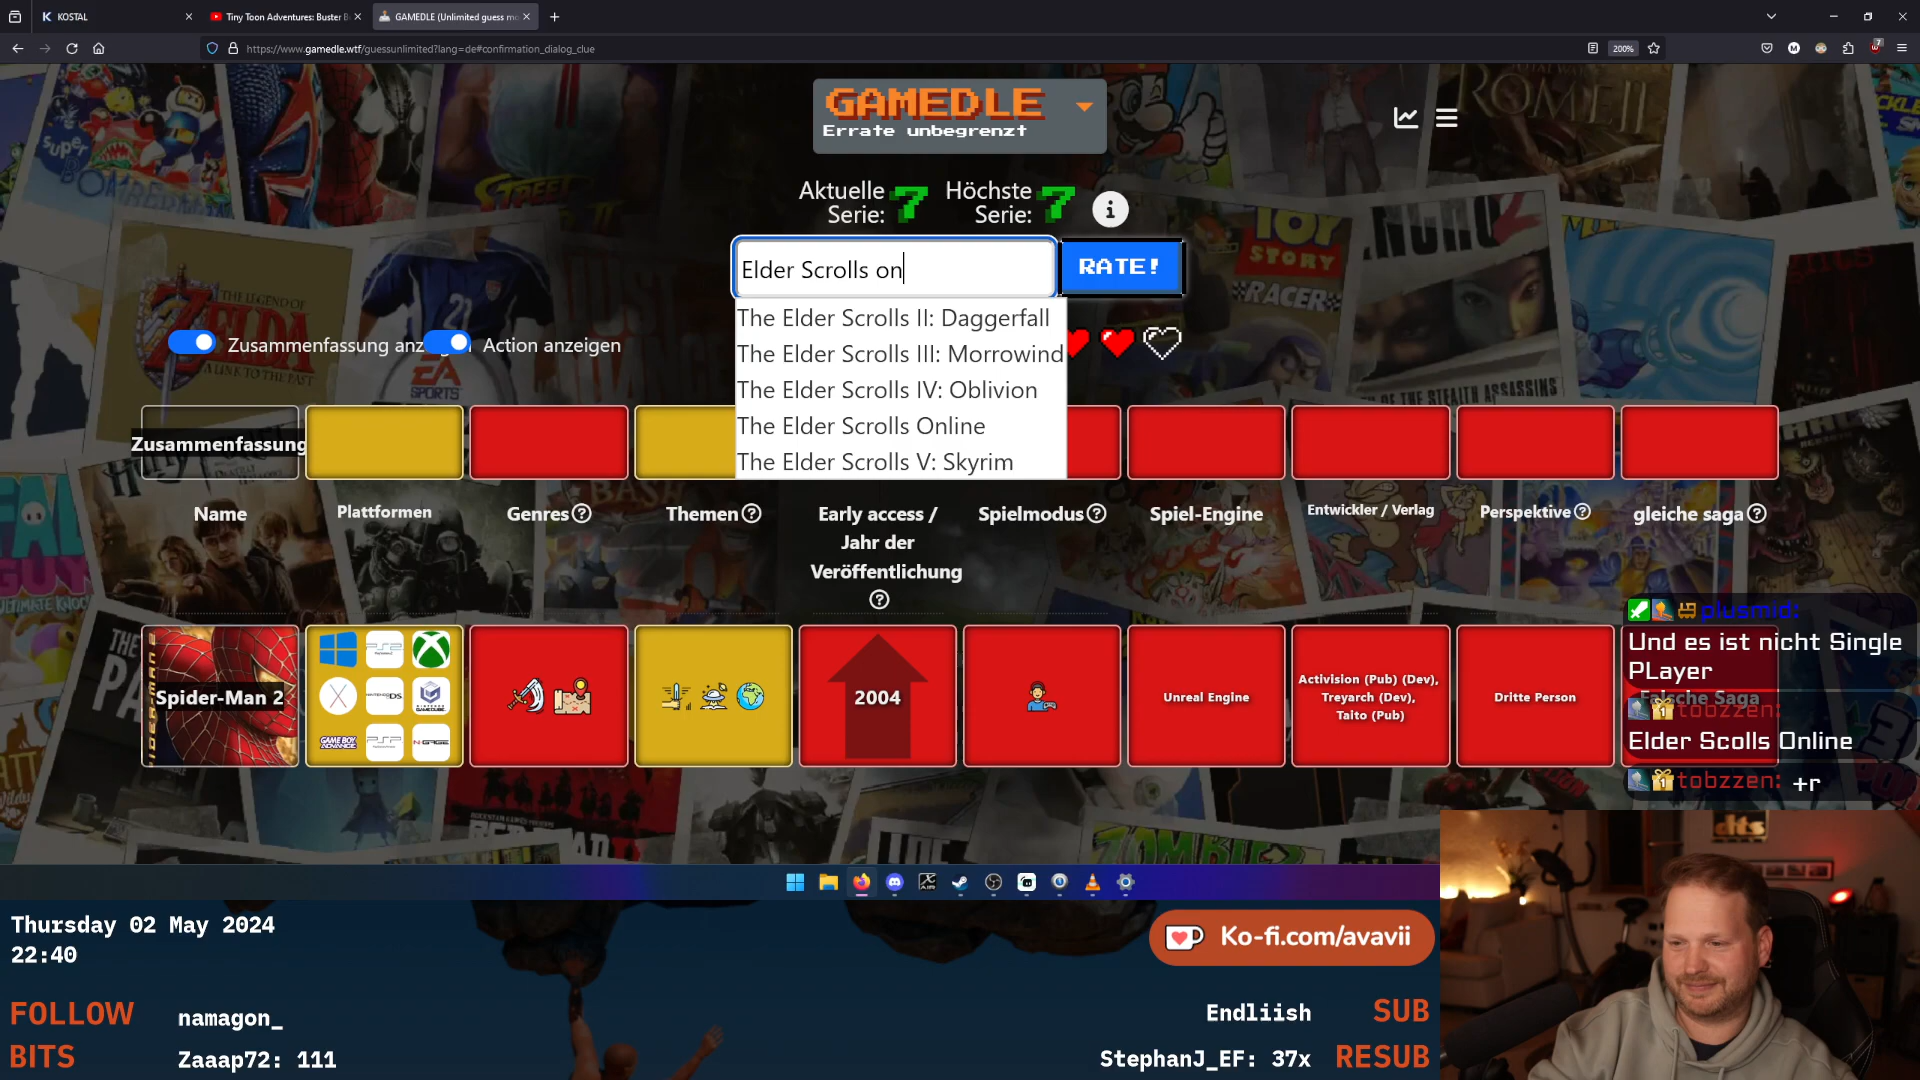 KOSTAL
Tiny Toon Adventures: Buster B
GAMEDLE (Unlimited guess mo
https://www.gamedle.wtf/guessunlimited?lang=de#confirmation_dialog_clue
200%
7
GAMEDLE
Errate unbegrenzt
Aktuelle
Serie:
7
Höchste
Serie:
7
i
Elder Scrolls on
RATE!
The Elder Scrolls II: Daggerfall
The Elder Scrolls III: Morrowind
The Elder Scrolls IV: Oblivion
The Elder Scrolls Online
The Elder Scrolls V: Skyrim
Action anzeigen
Zusammenfassung
Name
Plattformen
Genres
Themen
Early access /
Jahr der
Veröffentlichung
Spielmodus
Spiel-Engine
Entwickler / Verlag
Perspektive
gleiche saga
Spider-Man 2
2004
Unreal Engine
Activision (Pub) (Dev),
Treyarch (Dev),
Taito (Pub)
Dritte Person
Falsche Saga
plusmid:
Und es ist nicht Single
PLayer
tobzzen:
Elder Scolls Online
tobzzen: +r
Thursday 02 May 2024
22:40
FOLLOW namagon_
BITS Zaaap72: 111
Ko-fi.com/avavii
Endliish SUB
StephanJ_EF: 37x RESUB